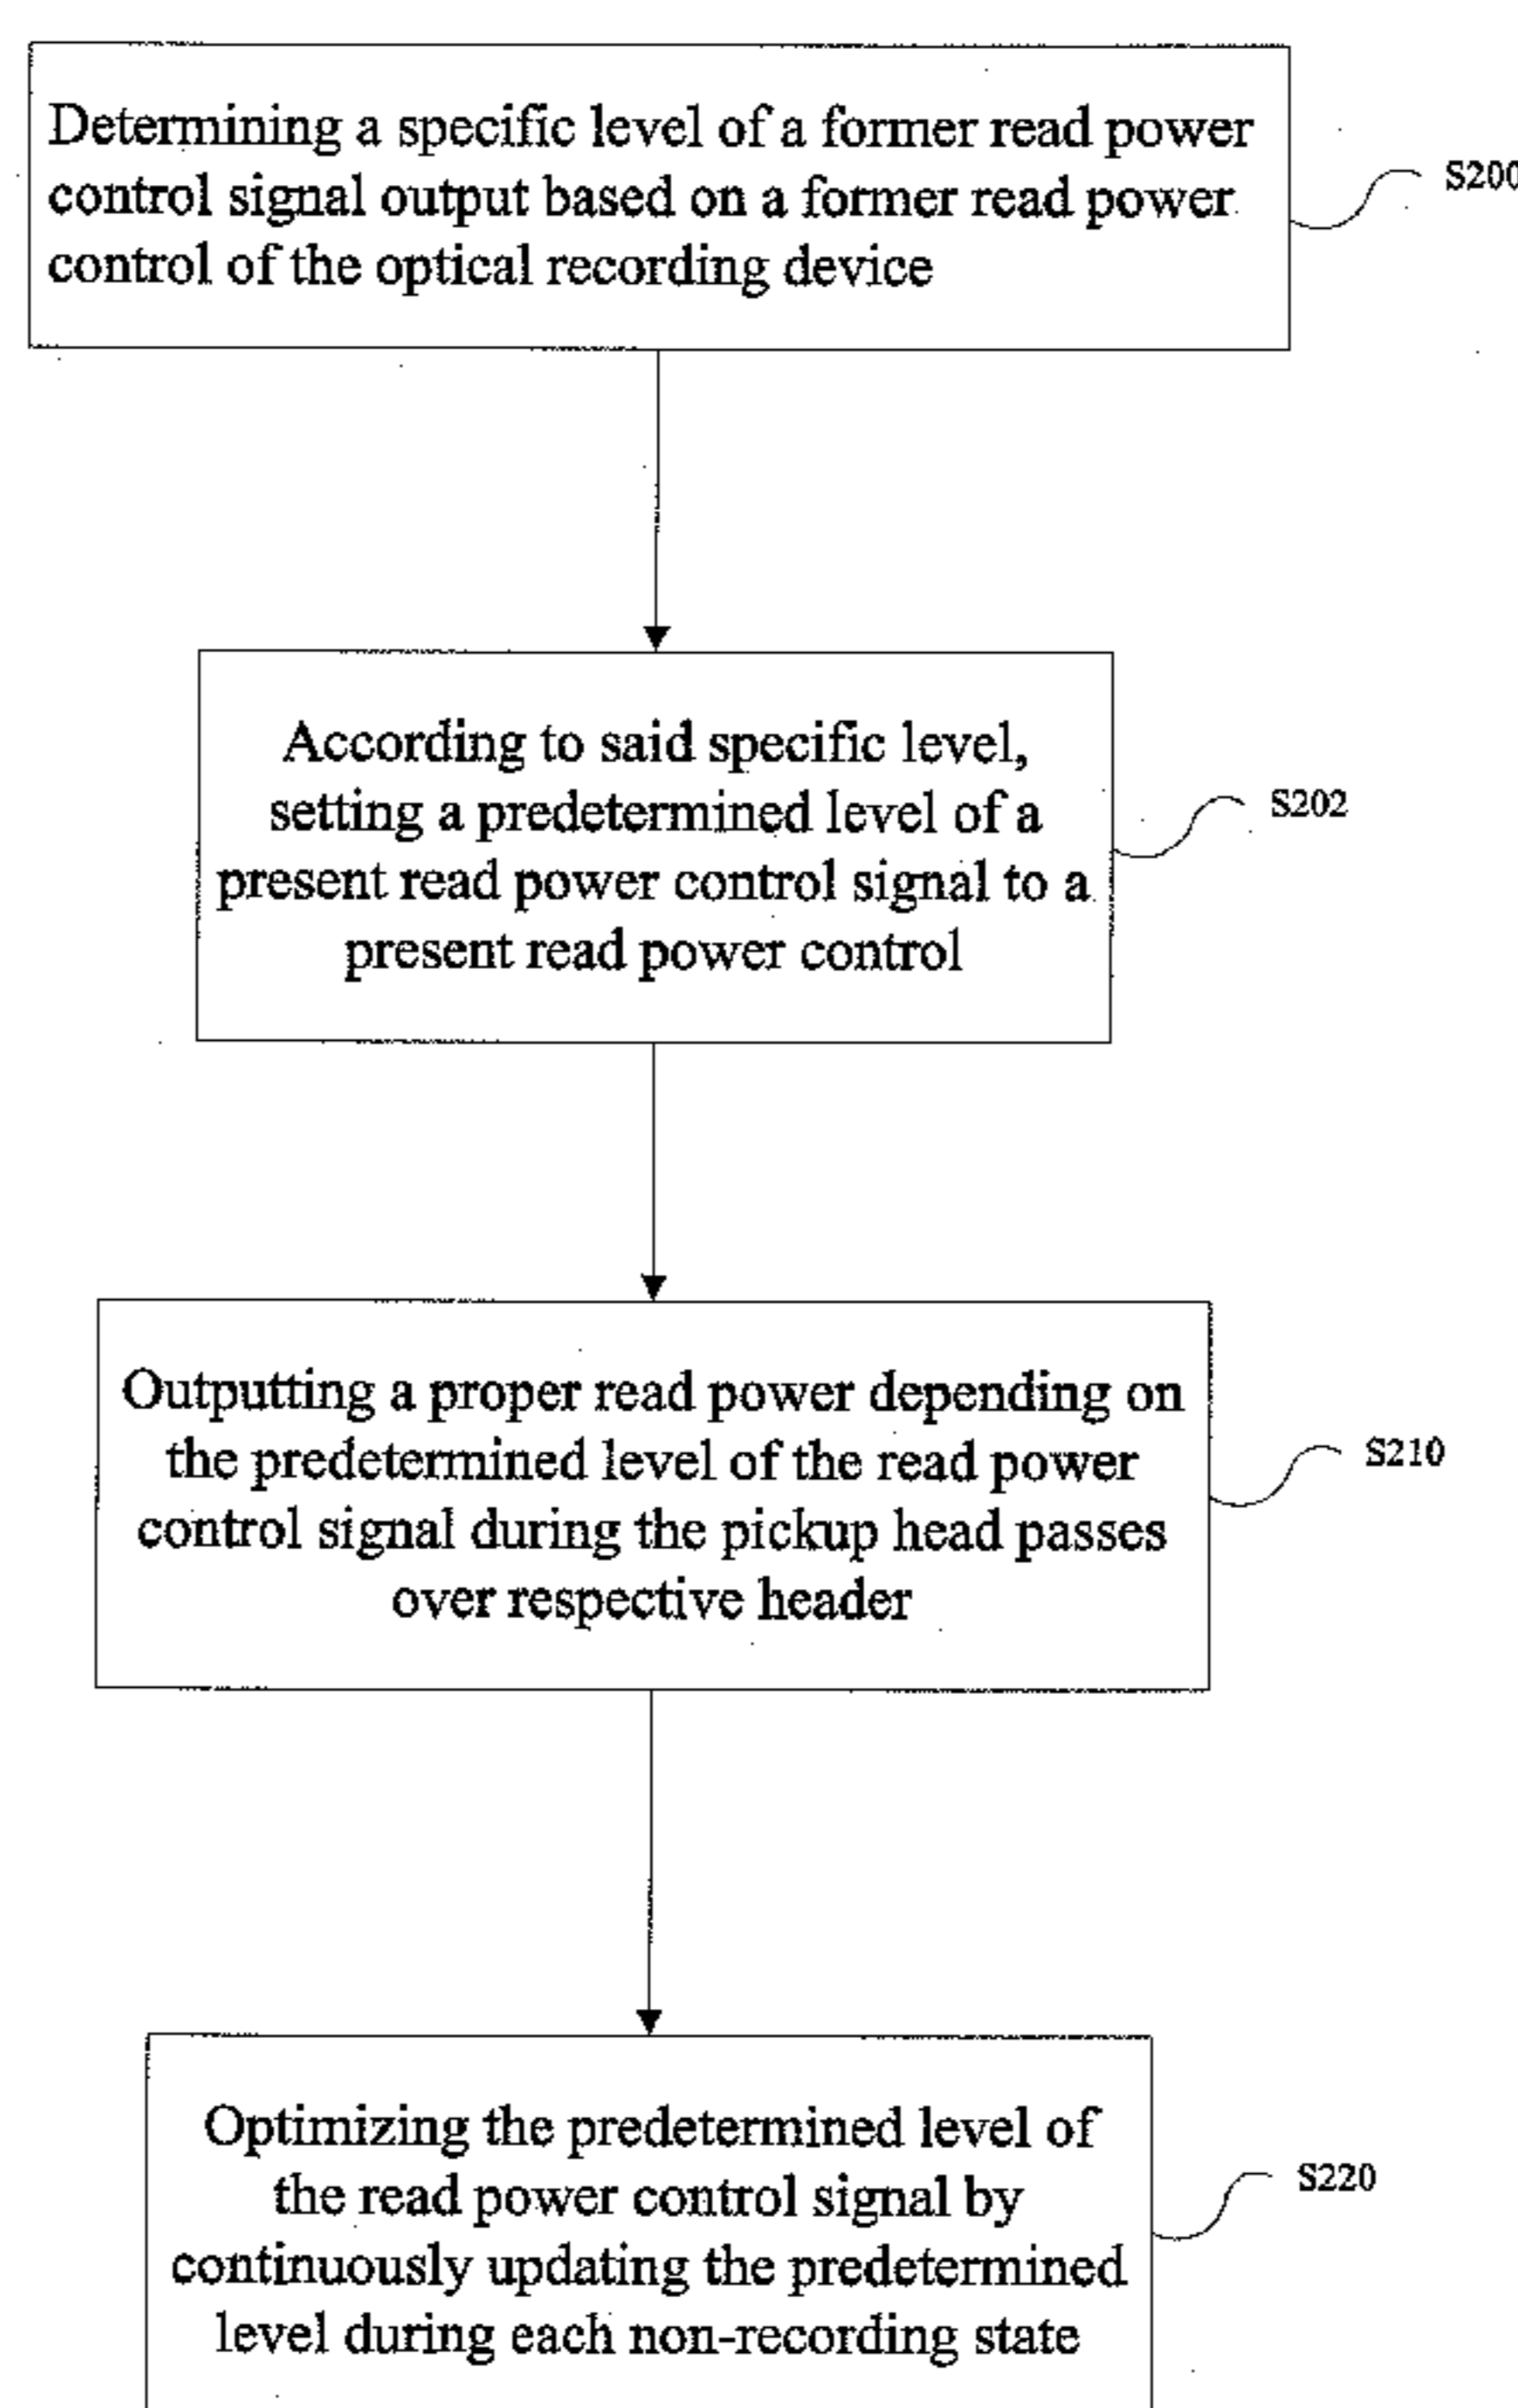 Determining a specific level of a former read power
control signal output based on a former read power
control of the optical recording device
S200
According to said specific level,
setting a predetermined level of a
present read power control signal to a
present read power control
S202
Outputting a proper read power depending on
the predetermined level of the read power
control signal during the pickup head passes
over respective header
S210
Optimizing the predetermined level of
the read power control signal by
continuously updating the predetermined
level during each non-recording state
S220